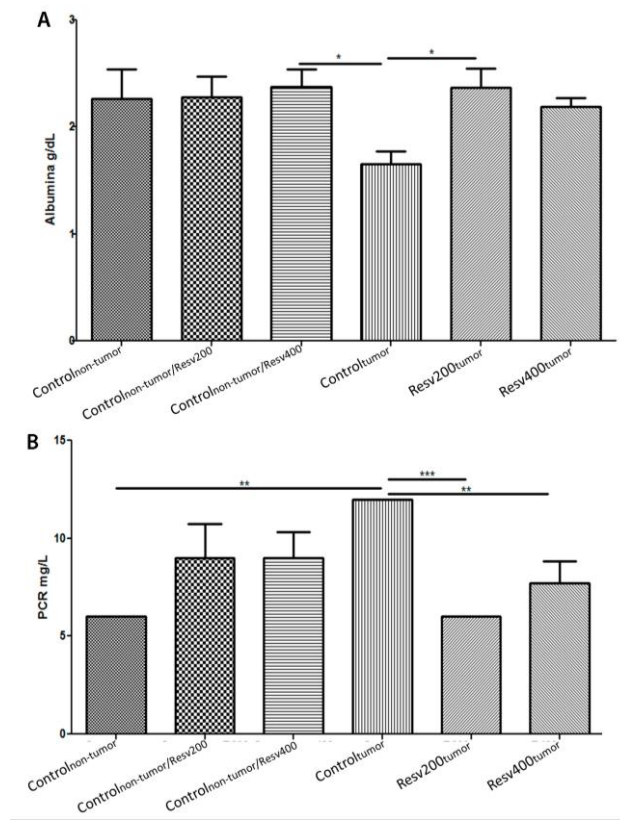 A
3
* *
2
Albumina g/dL
1
0
Controlnon-tumor
Controlnon-tumor/Resv200
Controlnon-tumor/Resv400
Controltumor
Resv200tumor
Resv400tumor
B
15
***
** **
10
PCR mg/L
5
0
Controlnon-tumor
Controlnon-tumor/Resv200
Controlnon-tumor/Resv400
Controltumor
Resv200tumor
Resv400tumor